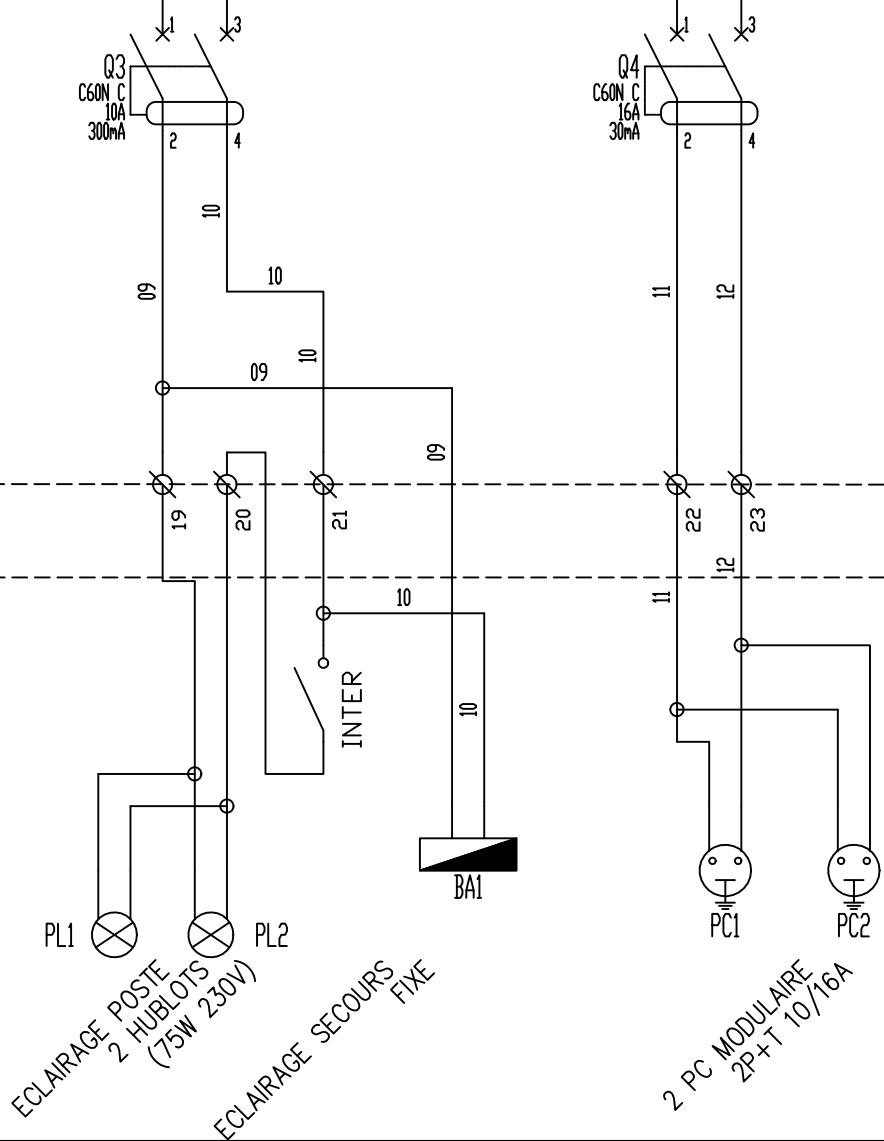 1
3
Q3
C60N C
10A
300mA
2
4
1
3
Q4
C60N C
16A
30mA
2
4
10
09
10
10
09
09
11
12
19
20
21
22
23
10
10
INTER
12
11
BA1
PL1
PL2
PC1
PC2
ECLAIRAGE POSTE
2 HUBLOTS
(75W 230V)
ECLAIRAGE SECOURS
FIXE
2 PC MODULAIRE
2P+T 10/16A